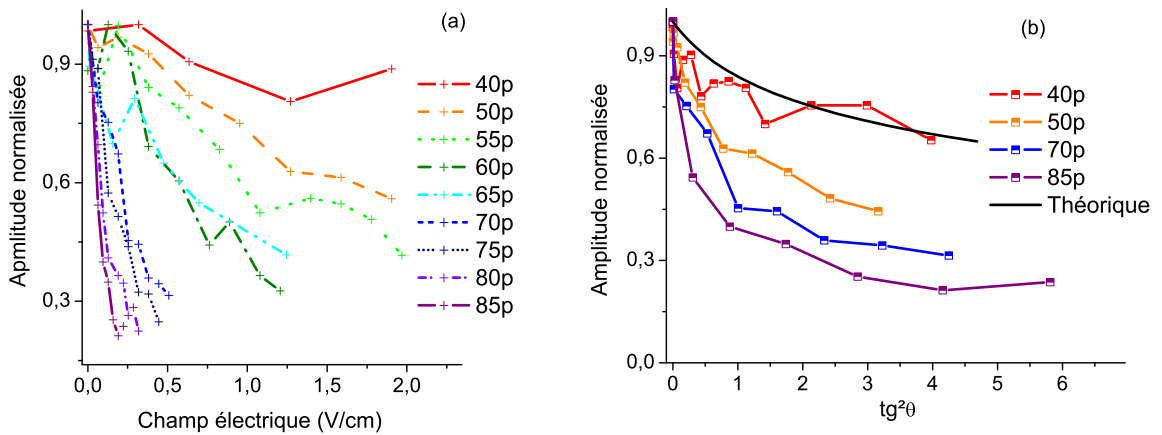 (a)
0,9
0,6
0,3
0,0
0,5
1,0
1,5
2,0
Apmlitude normalisée
Champ électrique (V/cm)
40p
50p
55p
60p
65p
70p
75p
80p
85p
(b)
0,9
0,6
0,3
0,0
0
1
2
3
4
5
6
Amplitude normalisée
tg²θ
40p
50p
70p
85p
Théorique